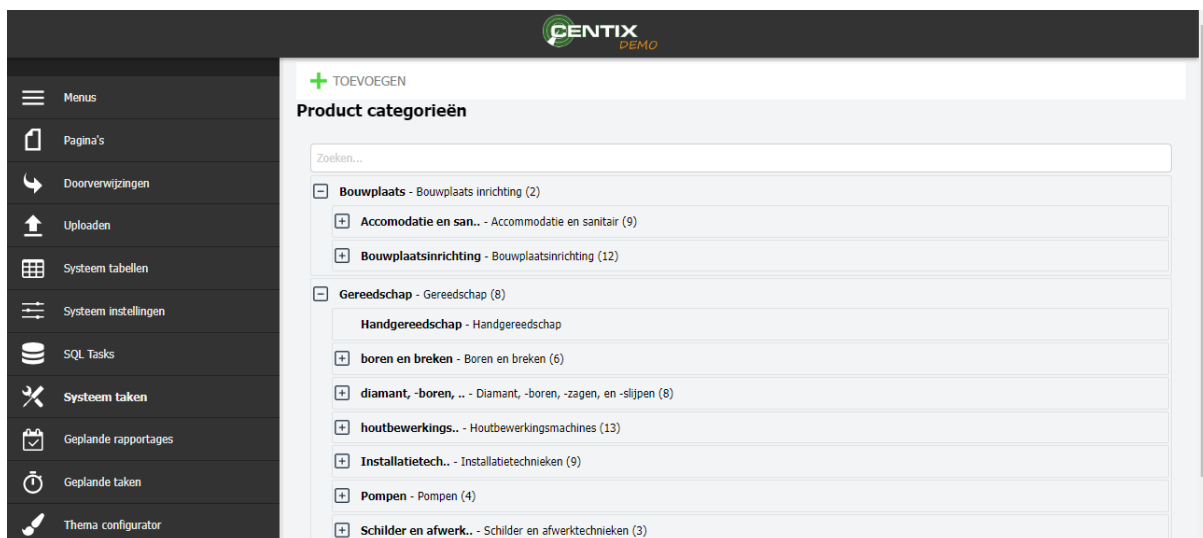 CENTIX
DEMO
Menus
Pagina's
Doorverwijzingen
Uploaden
Systeem tabellen
Systeem instellingen
SQL Tasks
Systeem taken
Geplande rapportages
Geplande taken
Thema configurator
TOEVOEGEN
Product categorieën
Zoeken...
Bouwplaats - Bouwplaats inrichting (2)
Accomodatie en san.. - Accommodatie en sanitair (9)
Bouwplaatsinrichting - Bouwplaatsinrichting (12)
Gereedschap - Gereedschap (8)
Handgereedschap - Handgereedschap
boren en breken - Boren en breken (6)
diamant, -boren, .. - Diamant, -boren, -zagen, en -slijpen (8)
houtbewerkings.. - Houtbewerkingsmachines (13)
Installatietech.. - Installatietechnieken (9)
Pompen - Pompen (4)
Schilder en afwerk.. - Schilder en afwerktechnieken (3)